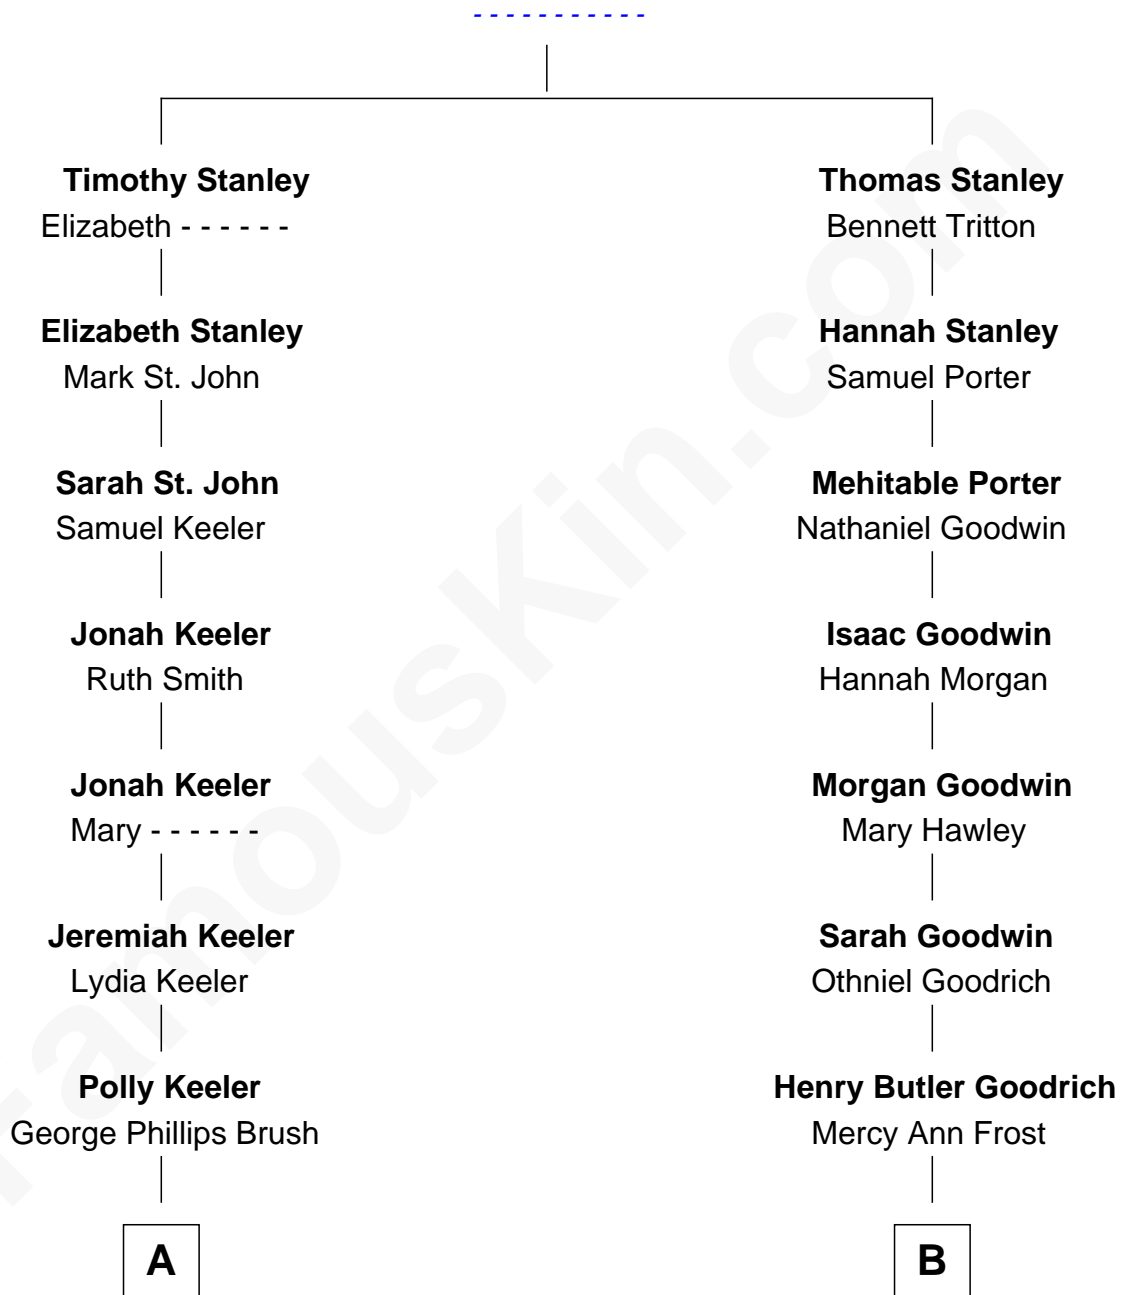 - - - - - - - - - - -
Timothy Stanley
Elizabeth - - - - - -
Thomas Stanley
Bennett Tritton
Elizabeth Stanley
Mark St. John
Hannah Stanley
Samuel Porter
Sarah St. John
Samuel Keeler
Mehitable Porter
Nathaniel Goodwin
Jonah Keeler
Ruth Smith
Isaac Goodwin
Hannah Morgan
Jonah Keeler
Mary - - - - - -
Morgan Goodwin
Mary Hawley
Jeremiah Keeler
Lydia Keeler
Sarah Goodwin
Othniel Goodrich
Polly Keeler
George Phillips Brush
Henry Butler Goodrich
Mercy Ann Frost
A
B
FamousKin.com